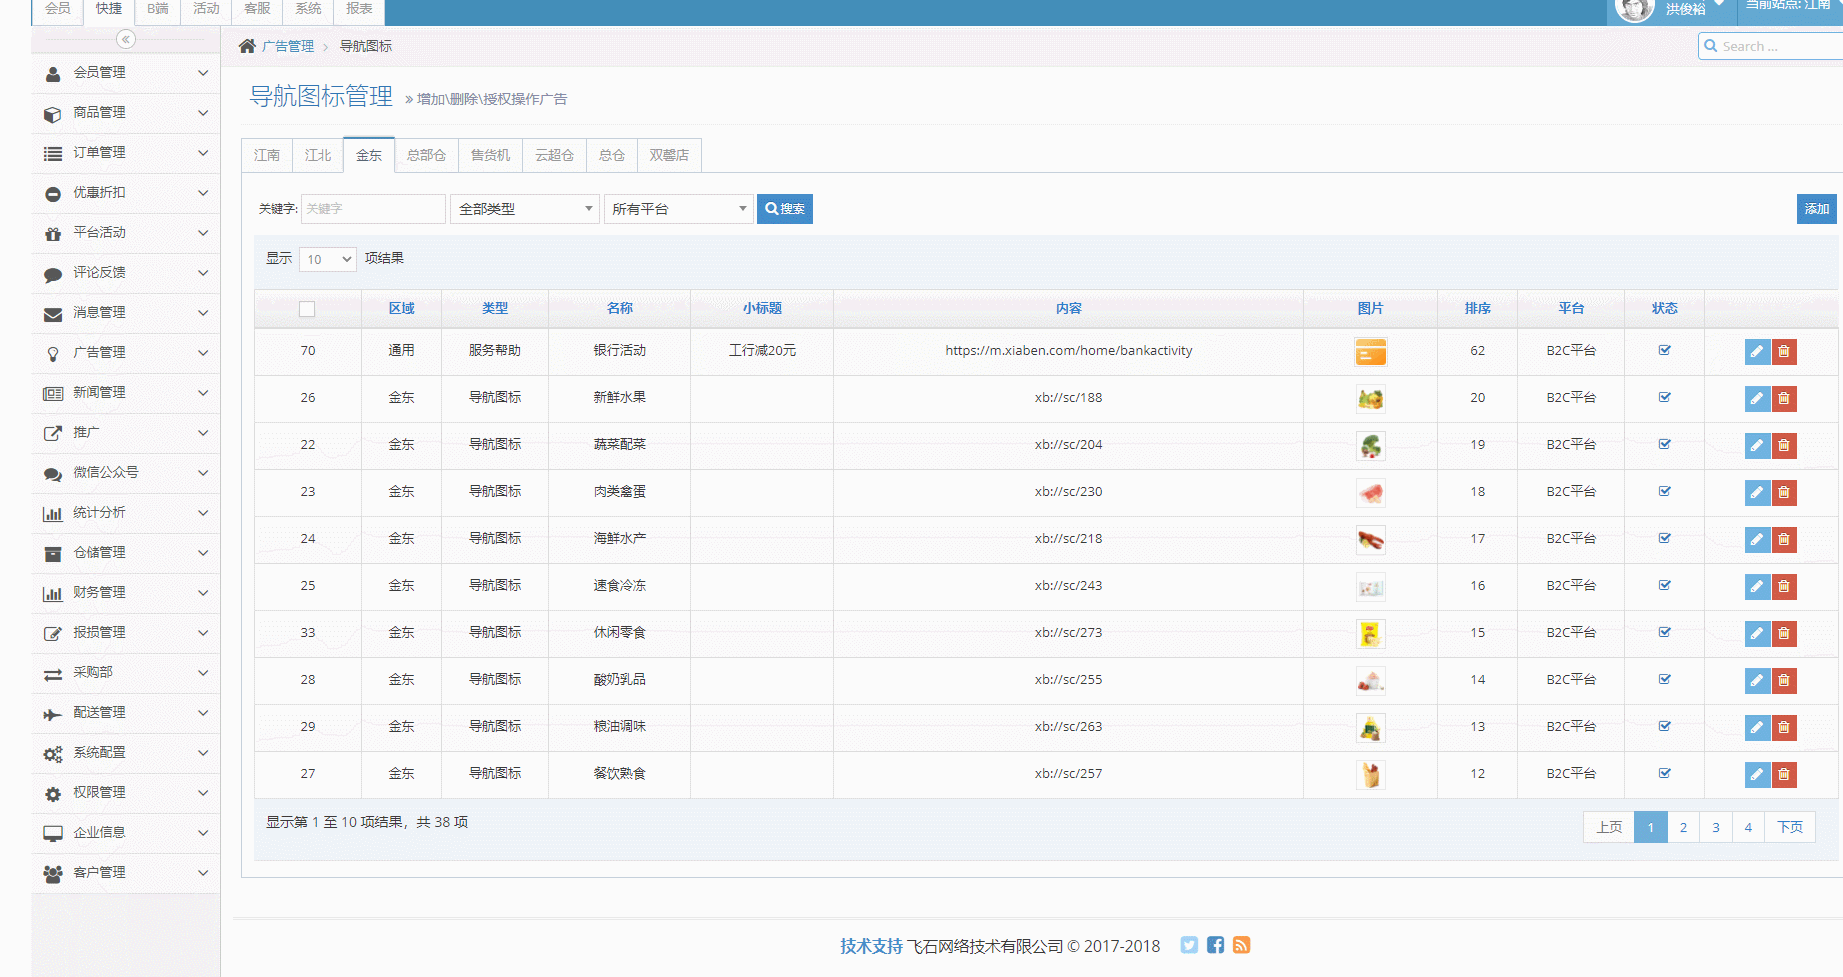 会员 快捷 B端 活动 客服 系统 报表
洪俊裕 当前站点: 江南
广告管理 导航图标
Search ...
会员管理
商品管理
订单管理
优惠折扣
平台活动
评论反馈
消息管理
广告管理
新闻管理
推广
微信公众号
统计分析
仓储管理
财务管理
报损管理
采购部
配送管理
系统配置
权限管理
企业信息
客户管理
导航图标管理 » 增加\删除\授权操作广告
江南 江北 金东 总部仓 售货机 云超仓 总仓 双馨店
关键字: 关键字 全部类型 所有平台 搜索 添加
显示 10 项结果
区域 类型 名称 小标题 内容 图片 排序 平台 状态
70 通用 服务帮助 银行活动 工行减20元 https://m.xiaben.com/home/bankactivity 62 B2C平台
26 金东 导航图标 新鲜水果 xb://sc/188 20 B2C平台
22 金东 导航图标 蔬菜配菜 xb://sc/204 19 B2C平台
23 金东 导航图标 肉类禽蛋 xb://sc/230 18 B2C平台
24 金东 导航图标 海鲜水产 xb://sc/218 17 B2C平台
25 金东 导航图标 速食冷冻 xb://sc/243 16 B2C平台
33 金东 导航图标 休闲零食 xb://sc/273 15 B2C平台
28 金东 导航图标 酸奶乳品 xb://sc/255 14 B2C平台
29 金东 导航图标 粮油调味 xb://sc/263 13 B2C平台
27 金东 导航图标 餐饮熟食 xb://sc/257 12 B2C平台
显示第 1 至 10 项结果，共 38 项
上页 1 2 3 4 下页
技术支持 飞石网络技术有限公司 © 2017-2018